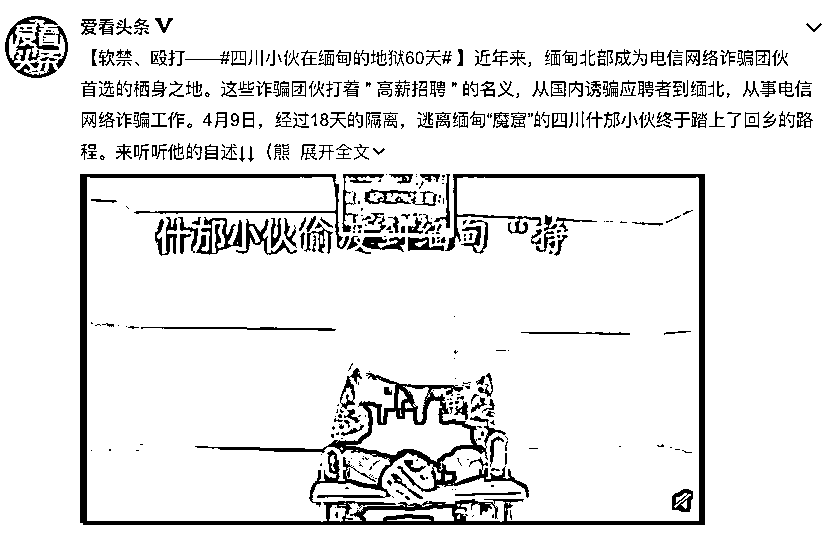 爱看头条
爱看头条 V
【软禁、殴打——#四川小伙在缅甸的地狱60天#】近年来，缅甸北部成为电信网络诈骗团伙
首选的栖身之地。这些诈骗团伙打着＂高薪招聘＂的名义，从国内诱骗应聘者到缅北，从事电信
网络诈骗工作。4月9日，经过18天的隔离，逃离缅甸“魔窟”的四川什邡小伙终于踏上了回乡的路
程。来听听他的自述↓↓（熊 展开全文
什邡小伙偷渡到缅甸 “挣